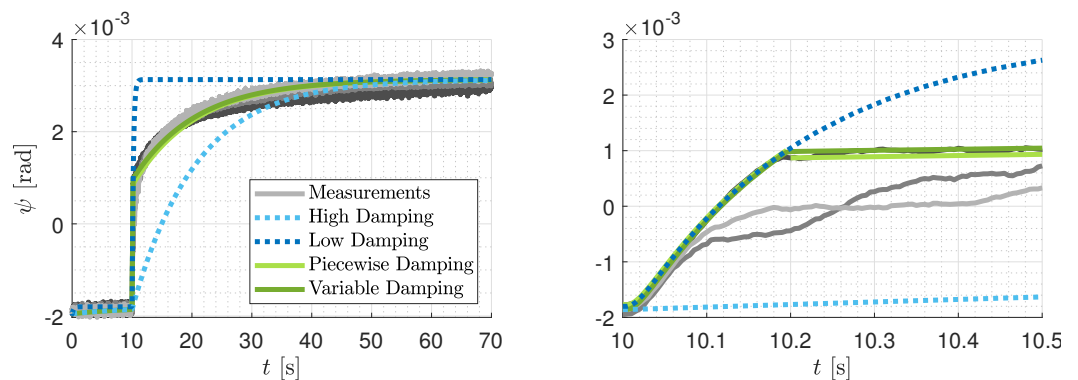 ×10⁻³
4
2
0
-2
ψ [rad]
0 10 20 30 40 50 60 70
t [s]
Measurements
High Damping
Low Damping
Piecewise Damping
Variable Damping
×10⁻³
3
2
1
0
-1
-2
10 10.1 10.2 10.3 10.4 10.5
t [s]